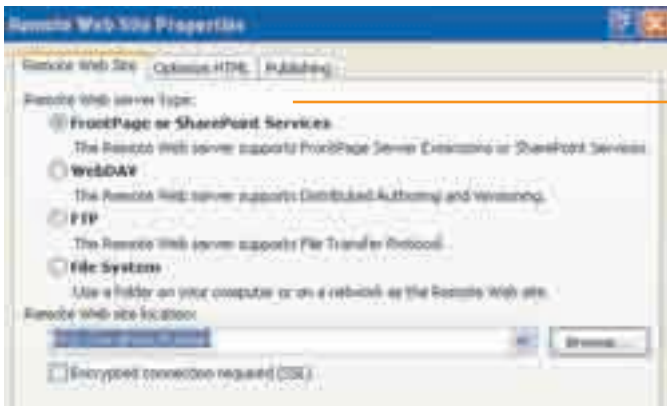 Remote Web Site Properties
Remote Web Site Optimize HTML Publishing
Remote Web server type:
FrontPage or SharePoint Services
The Remote Web server supports FrontPage Server Extensions or SharePoint Services.
WebDAV
The Remote Web server supports Distributed Authoring and Versioning.
FTP
The Remote Web server supports File Transfer Protocol.
File System
Use a folder on your computer or on a network as the Remote Web site.
Remote Web site location:
Browse...
Encrypted connection required (SSL)